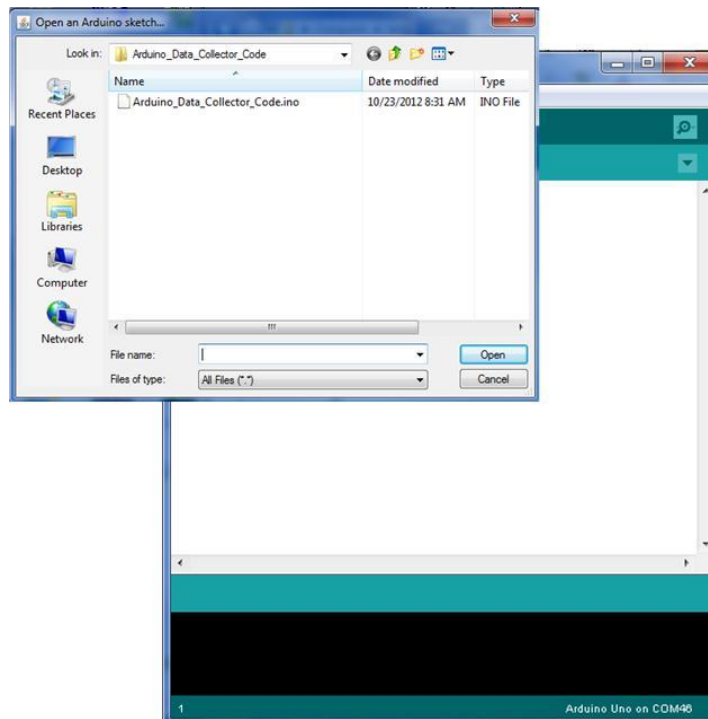 Open an Arduino sketch...
Look in: Arduino_Data_Collector_Code
Name Date modified Type
Arduino_Data_Collector_Code.ino 10/23/2012 8:31 AM INO File
Recent Places
Desktop
Libraries
Computer
Network
File name: Open
Files of type: All Files (*.*) Cancel
1 Arduino Uno on COM46